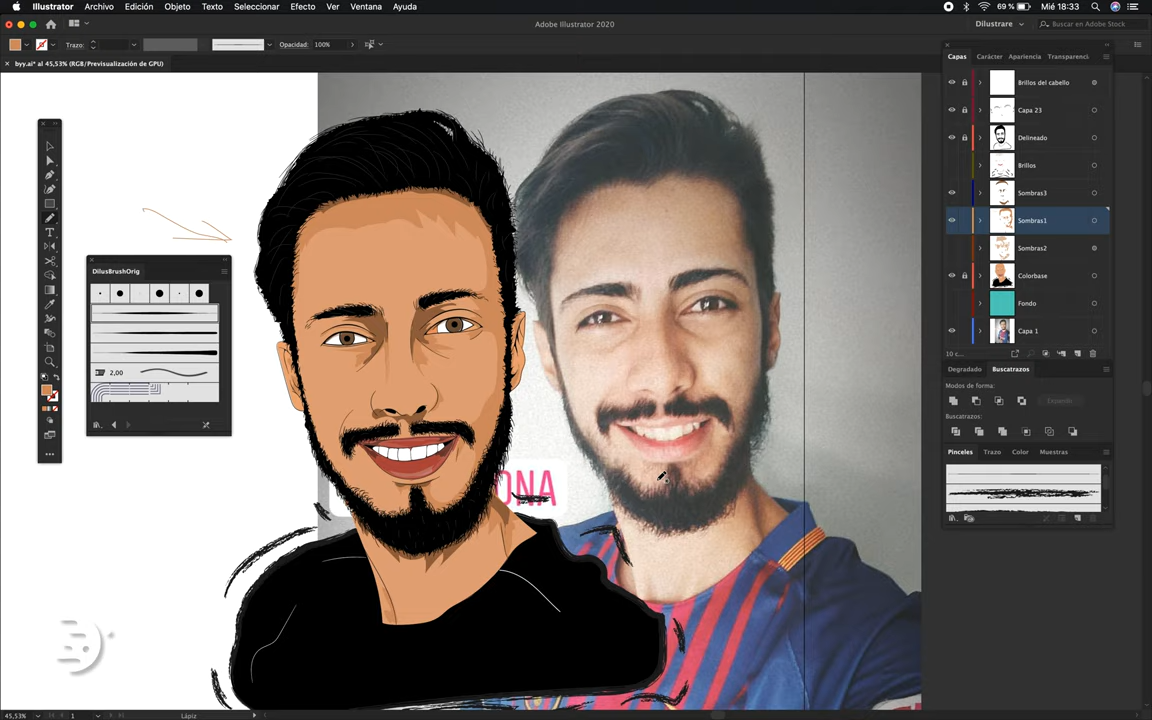 Illustrator Archivo Edición Objeto Texto Seleccionar Efecto Ver Ventana Ayuda 69 % Mié 18:33
Adobe Illustrator 2020 Dilustrare Buscar en Adobe Stock
Trazo: Opacidad: 100%
byy.ai* al 45,53% (RGB/Previsualización de GPU)
Capas Carácter Apariencia Transparenci
Brillos del cabello
Capa 23
Delineado
Brillos
Sombras3
Sombras1
Sombras2
Colorbase
Fondo
Capa 1
10 c...
Degradado Buscatrazos
Modos de forma:
Expandir
Buscatrazos:
Pinceles Trazo Color Muestras
DilusBrushOrig
2,00
ONA
45,53% 1 Lápiz